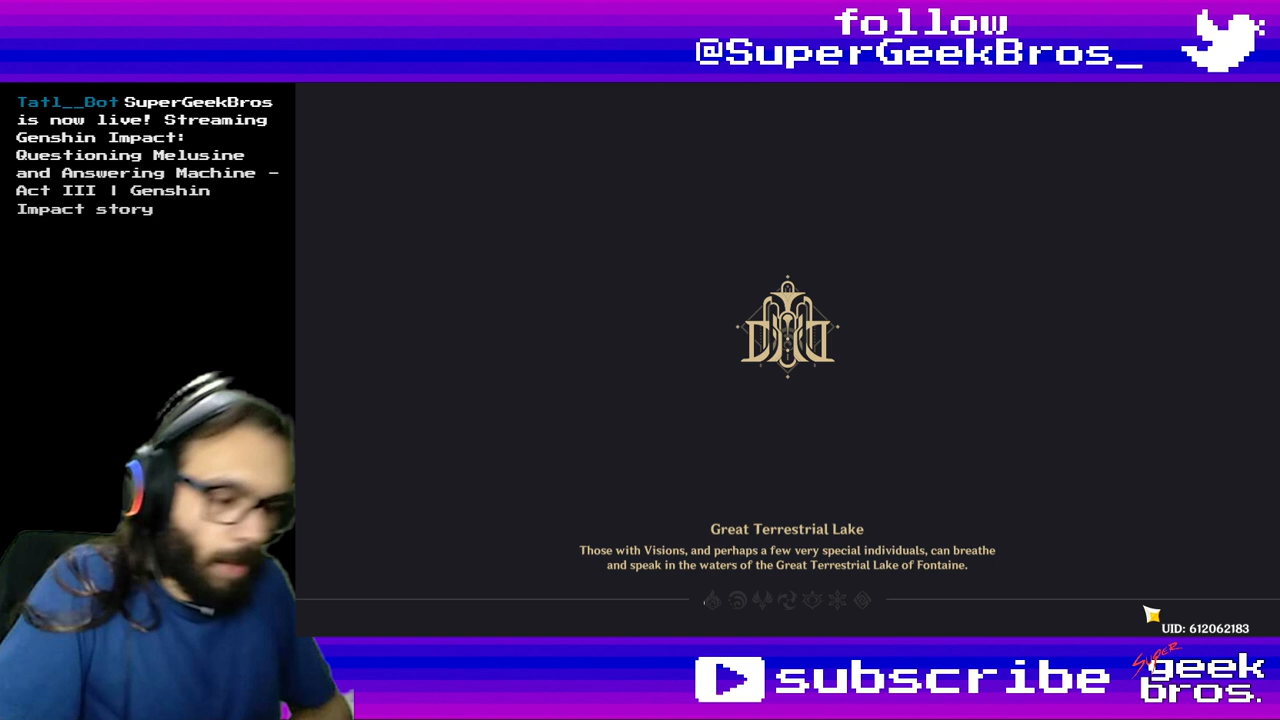 follow
@SuperGeekBros_
Tatl__Bot SuperGeekBros
is now live! Streaming
Genshin Impact:
Questioning Melusine
and Answering Machine -
Act III | Genshin
Impact story
Great Terrestrial Lake
Those with Visions, and perhaps a few very special individuals, can breathe
and speak in the waters of the Great Terrestrial Lake of Fontaine.
UID: 612062183
subscribe
SUPER
geek
bros.